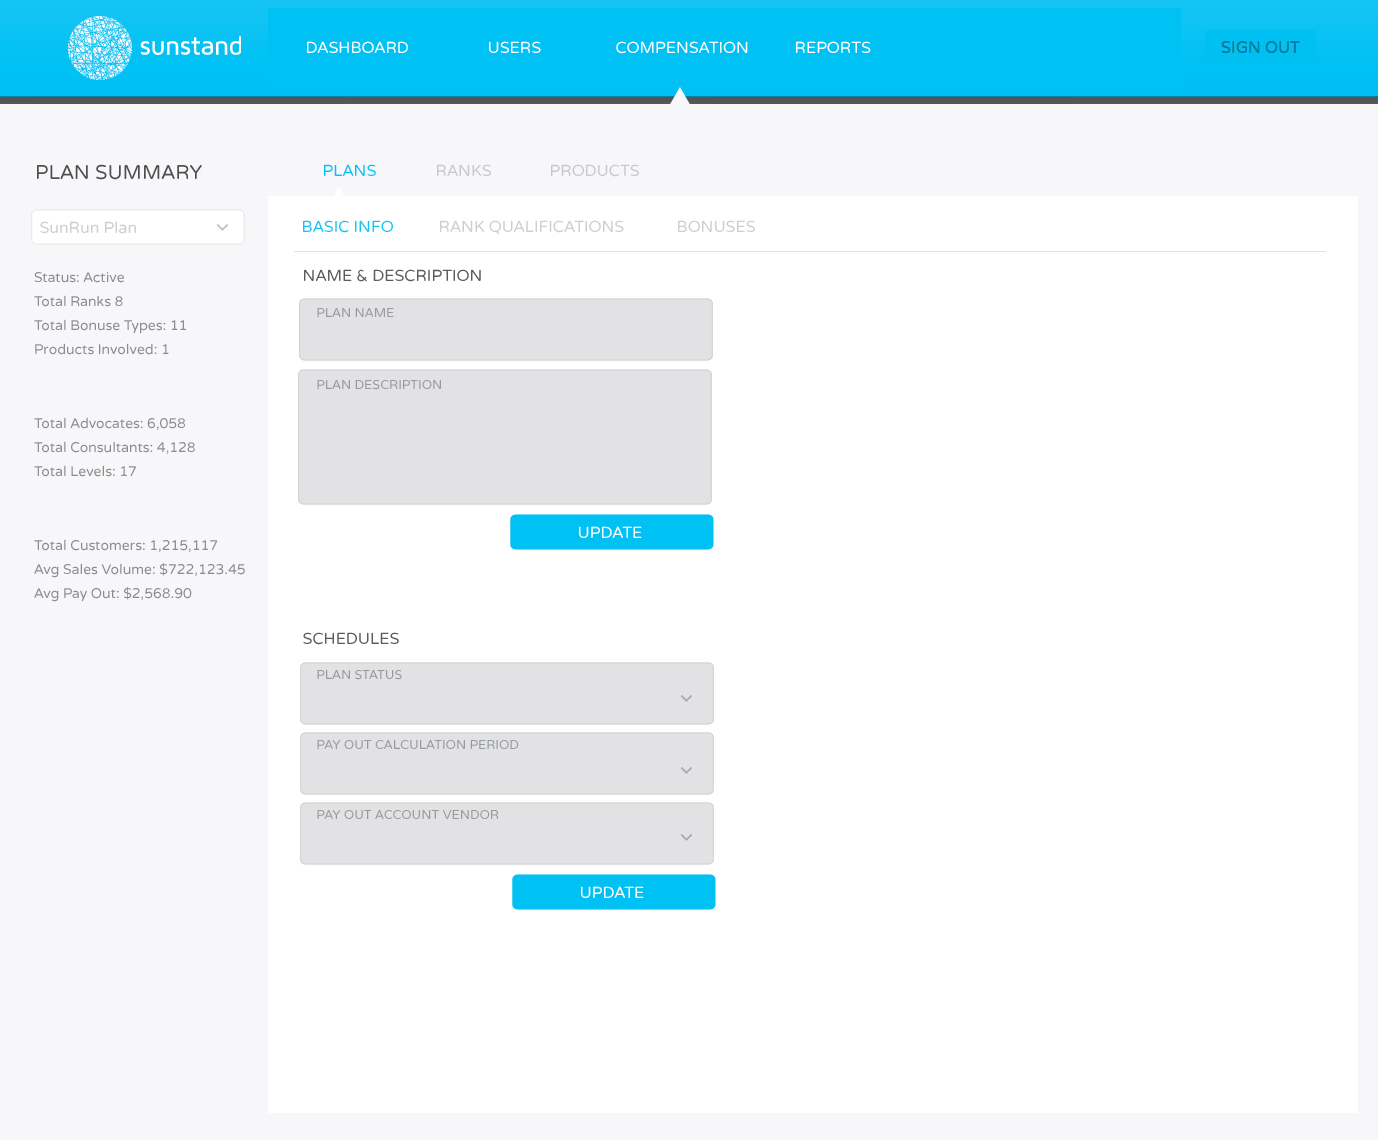 sunstand
DASHBOARD USERS COMPENSATION REPORTS SIGN OUT
PLAN SUMMARY
SunRun Plan
Status: Active
Total Ranks 8
Total Bonuse Types: 11
Products Involved: 1
Total Advocates: 6,058
Total Consultants: 4,128
Total Levels: 17
Total Customers: 1,215,117
Avg Sales Volume: $722,123.45
Avg Pay Out: $2,568.90
PLANS RANKS PRODUCTS
BASIC INFO RANK QUALIFICATIONS BONUSES
NAME & DESCRIPTION
PLAN NAME
PLAN DESCRIPTION
UPDATE
SCHEDULES
PLAN STATUS
PAY OUT CALCULATION PERIOD
PAY OUT ACCOUNT VENDOR
UPDATE